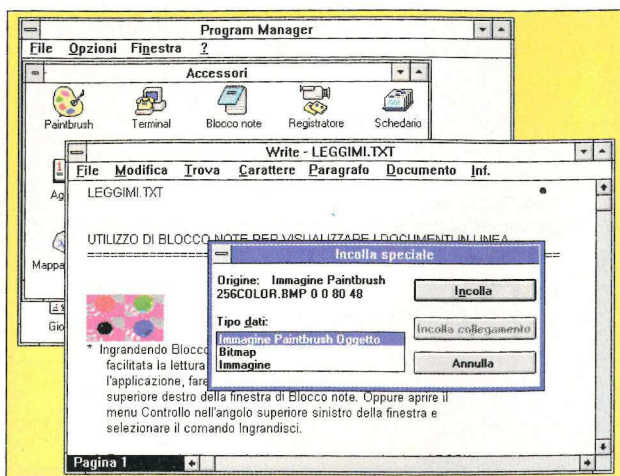 Program Manager
File Opzioni Finestra ?
Accessori
Paintbrush Terminal Blocco note Registratore Schedario
Write - LEGGIMI.TXT
File Modifica Trova Carattere Paragrafo Documento Inf.
Ag
LEGGIMI.TXT
UTILIZZO DI BLOCCO NOTE PER VISUALIZZARE I DOCUMENTI IN LINEA
Mappa
Gio
Incolla speciale
Origine: Immagine Paintbrush
256COLOR.BMP 0 0 80 48
Incolla
Tipo dati:
Immagine Paintbrush Oggetto
Bitmap
Immagine
Incolla collegamento
Annulla
* Ingrandendo Blocco
facilitata la lettura
l'applicazione, fare
superiore destro della finestra di Blocco note. Oppure aprire il
menu Controllo nell'angolo superiore sinistro della finestra e
selezionare il comando Ingrandisci.
Pagina 1